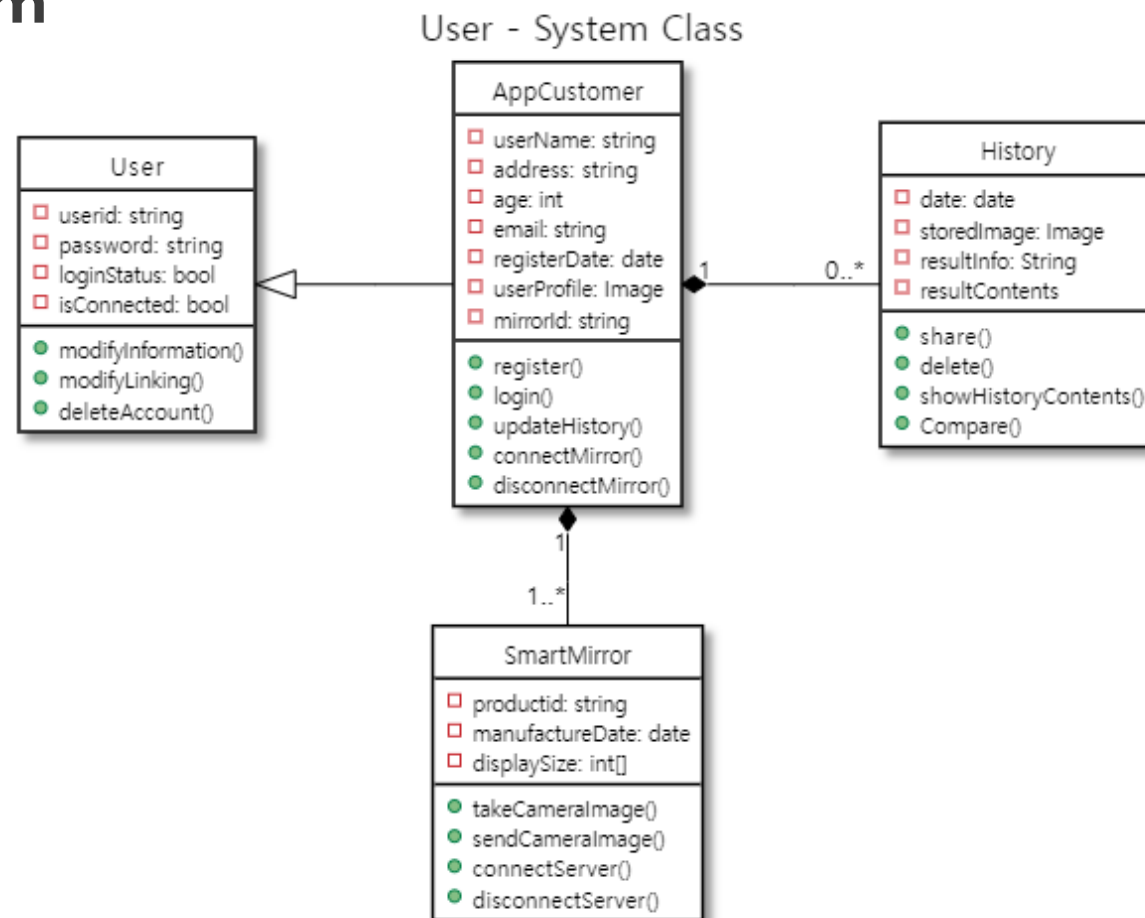 m
User - System Class
User
userid: string
password: string
loginStatus: bool
isConnected: bool
modifyInformation()
modifyLinking()
deleteAccount()
AppCustomer
userName: string
address: string
age: int
email: string
registerDate: date
userProfile: Image
mirrorId: string
register()
login()
updateHistory()
connectMirror()
disconnectMirror()
1
0..*
History
date: date
storedImage: Image
resultInfo: String
resultContents
share()
delete()
showHistoryContents()
Compare()
1
1..*
SmartMirror
productid: string
manufactureDate: date
displaySize: int[]
takeCameraImage()
sendCameraImage()
connectServer()
disconnectServer()